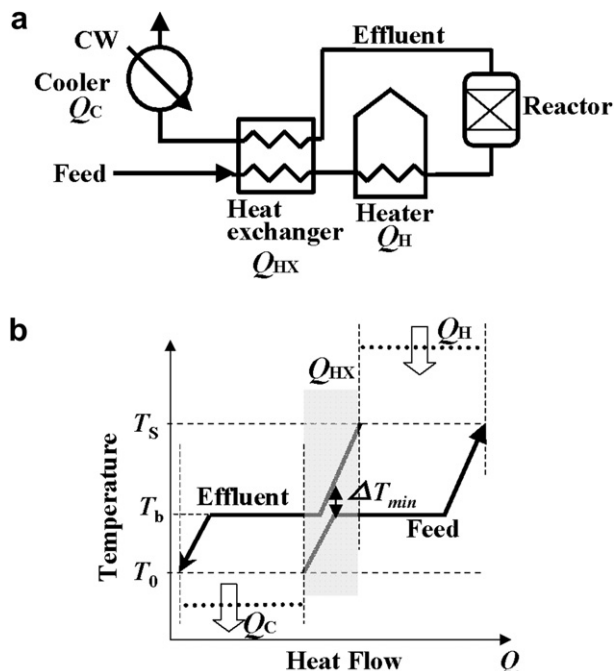 a
CW
Cooler
QC
Effluent
Reactor
Feed
Heat
exchanger
QHX
Heater
QH
b
QH
QHX
TS
Temperature
Effluent
ΔTmin
Tb
Feed
T0
QC
Heat Flow
Q